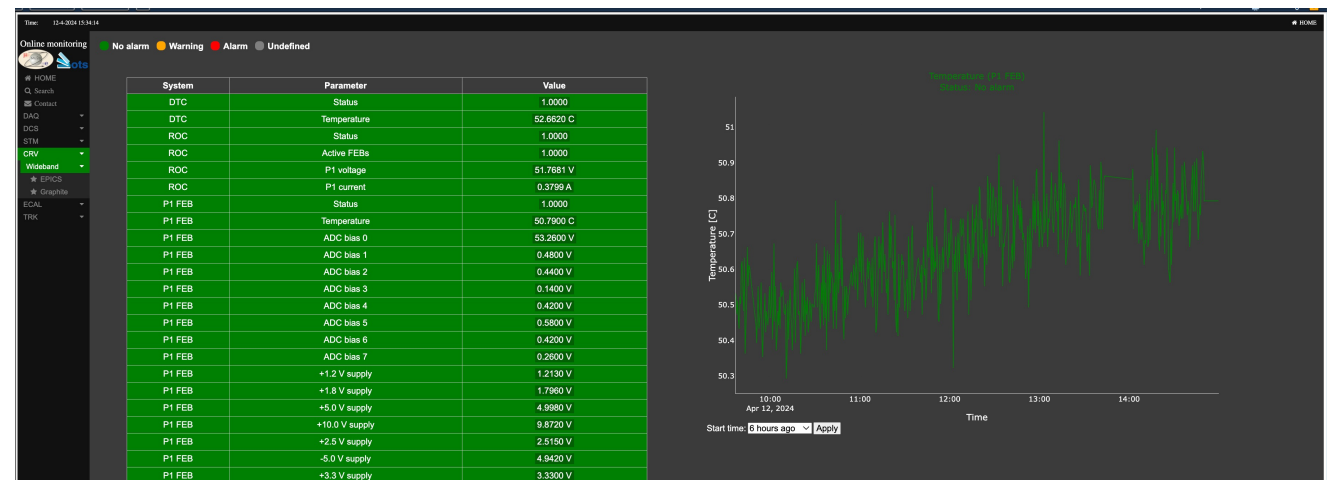 Time: 12-4-2024 15:34:14
HOME
Online monitoring
ots
HOME
Search
Contact
DAQ
DCS
STM
CRV
Wideband
EPICS
Graphite
ECAL
TRK
No alarm Warning Alarm Undefined
System Parameter Value
DTC Status 1.0000
DTC Temperature 52.6620 C
ROC Status 1.0000
ROC Active FEBs 1.0000
ROC P1 voltage 51.7681 V
ROC P1 current 0.3799 A
P1 FEB Status 1.0000
P1 FEB Temperature 50.7900 C
P1 FEB ADC bias 0 53.2600 V
P1 FEB ADC bias 1 0.4800 V
P1 FEB ADC bias 2 0.4400 V
P1 FEB ADC bias 3 0.1400 V
P1 FEB ADC bias 4 0.4200 V
P1 FEB ADC bias 5 0.5800 V
P1 FEB ADC bias 6 0.4200 V
P1 FEB ADC bias 7 0.2600 V
P1 FEB +1.2 V supply 1.2130 V
P1 FEB +1.8 V supply 1.7960 V
P1 FEB +5.0 V supply 4.9980 V
P1 FEB +10.0 V supply 9.8720 V
P1 FEB +2.5 V supply 2.5150 V
P1 FEB -5.0 V supply 4.9420 V
P1 FEB +3.3 V supply 3.3300 V
Temperature [P1 FEB]
Status: No alarm
Temperature [C]
51
50.9
50.8
50.7
50.6
50.5
50.4
50.3
10:00 11:00 12:00 13:00 14:00
Apr 12, 2024
Time
Start time: 6 hours ago Apply